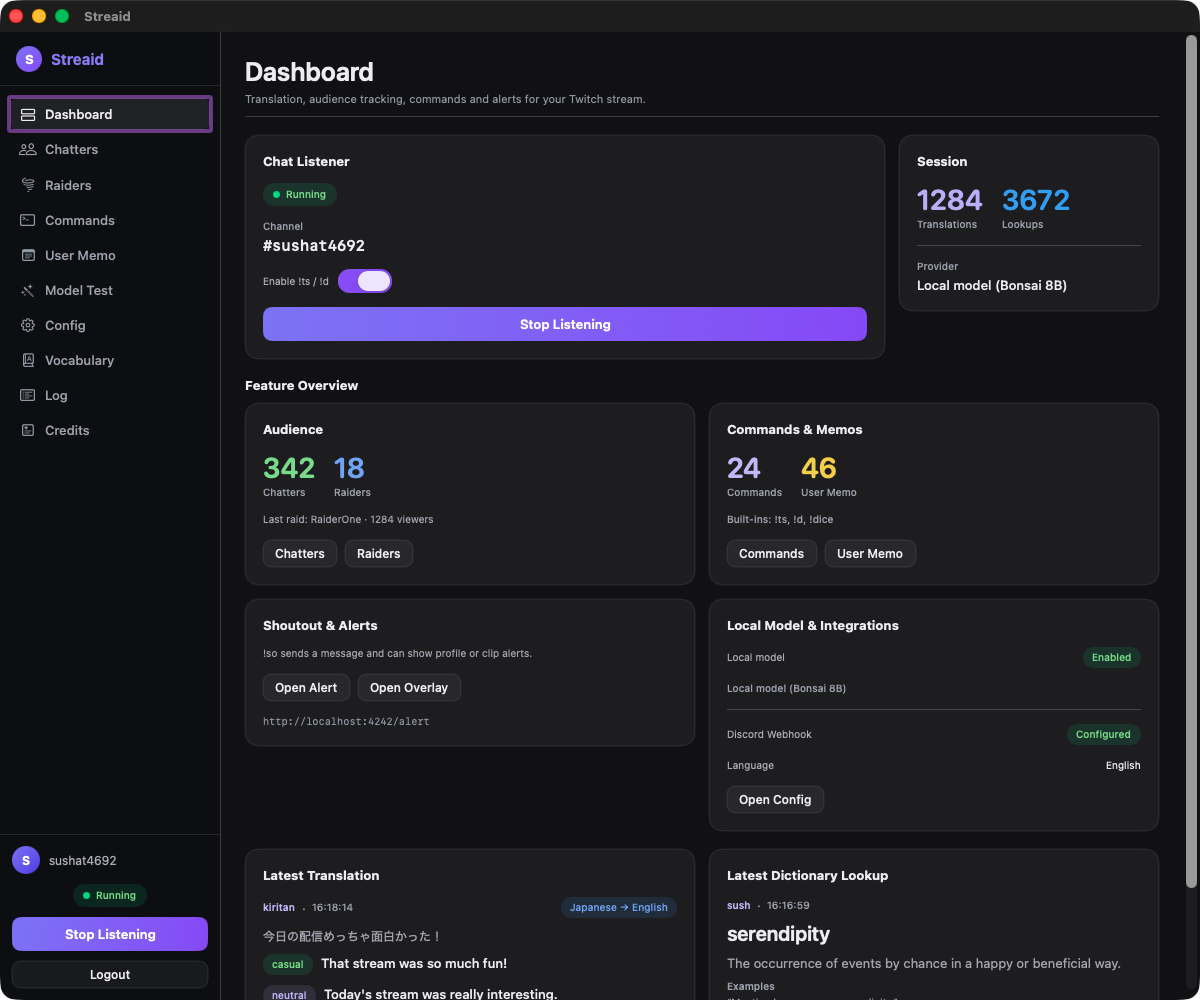 Streaid
S Streaid
Dashboard
Chatters
Raiders
Commands
User Memo
Model Test
Config
Vocabulary
Log
Credits
S sushat4692
Running
Stop Listening
Logout
Dashboard
Translation, audience tracking, commands and alerts for your Twitch stream.
Chat Listener
Running
Channel
#sushat4692
Enable !ts / !d
Stop Listening
Session
1284 3672
Translations Lookups
Provider
Local model (Bonsai 8B)
Feature Overview
Audience
342 18
Chatters Raiders
Last raid: RaiderOne · 1284 viewers
Chatters Raiders
Commands & Memos
24 46
Commands User Memo
Built-ins: !ts, !d, !dice
Commands User Memo
Shoutout & Alerts
!so sends a message and can show profile or clip alerts.
Open Alert Open Overlay
http://localhost:4242/alert
Local Model & Integrations
Local model Enabled
Local model (Bonsai 8B)
Discord Webhook Configured
Language English
Open Config
Latest Translation
kiritan · 16:18:14 Japanese → English
今日の配信めっちゃ面白かった！
casual That stream was so much fun!
neutral Today's stream was really interesting.
Latest Dictionary Lookup
sush · 16:16:59
serendipity
The occurrence of events by chance in a happy or beneficial way.
Examples